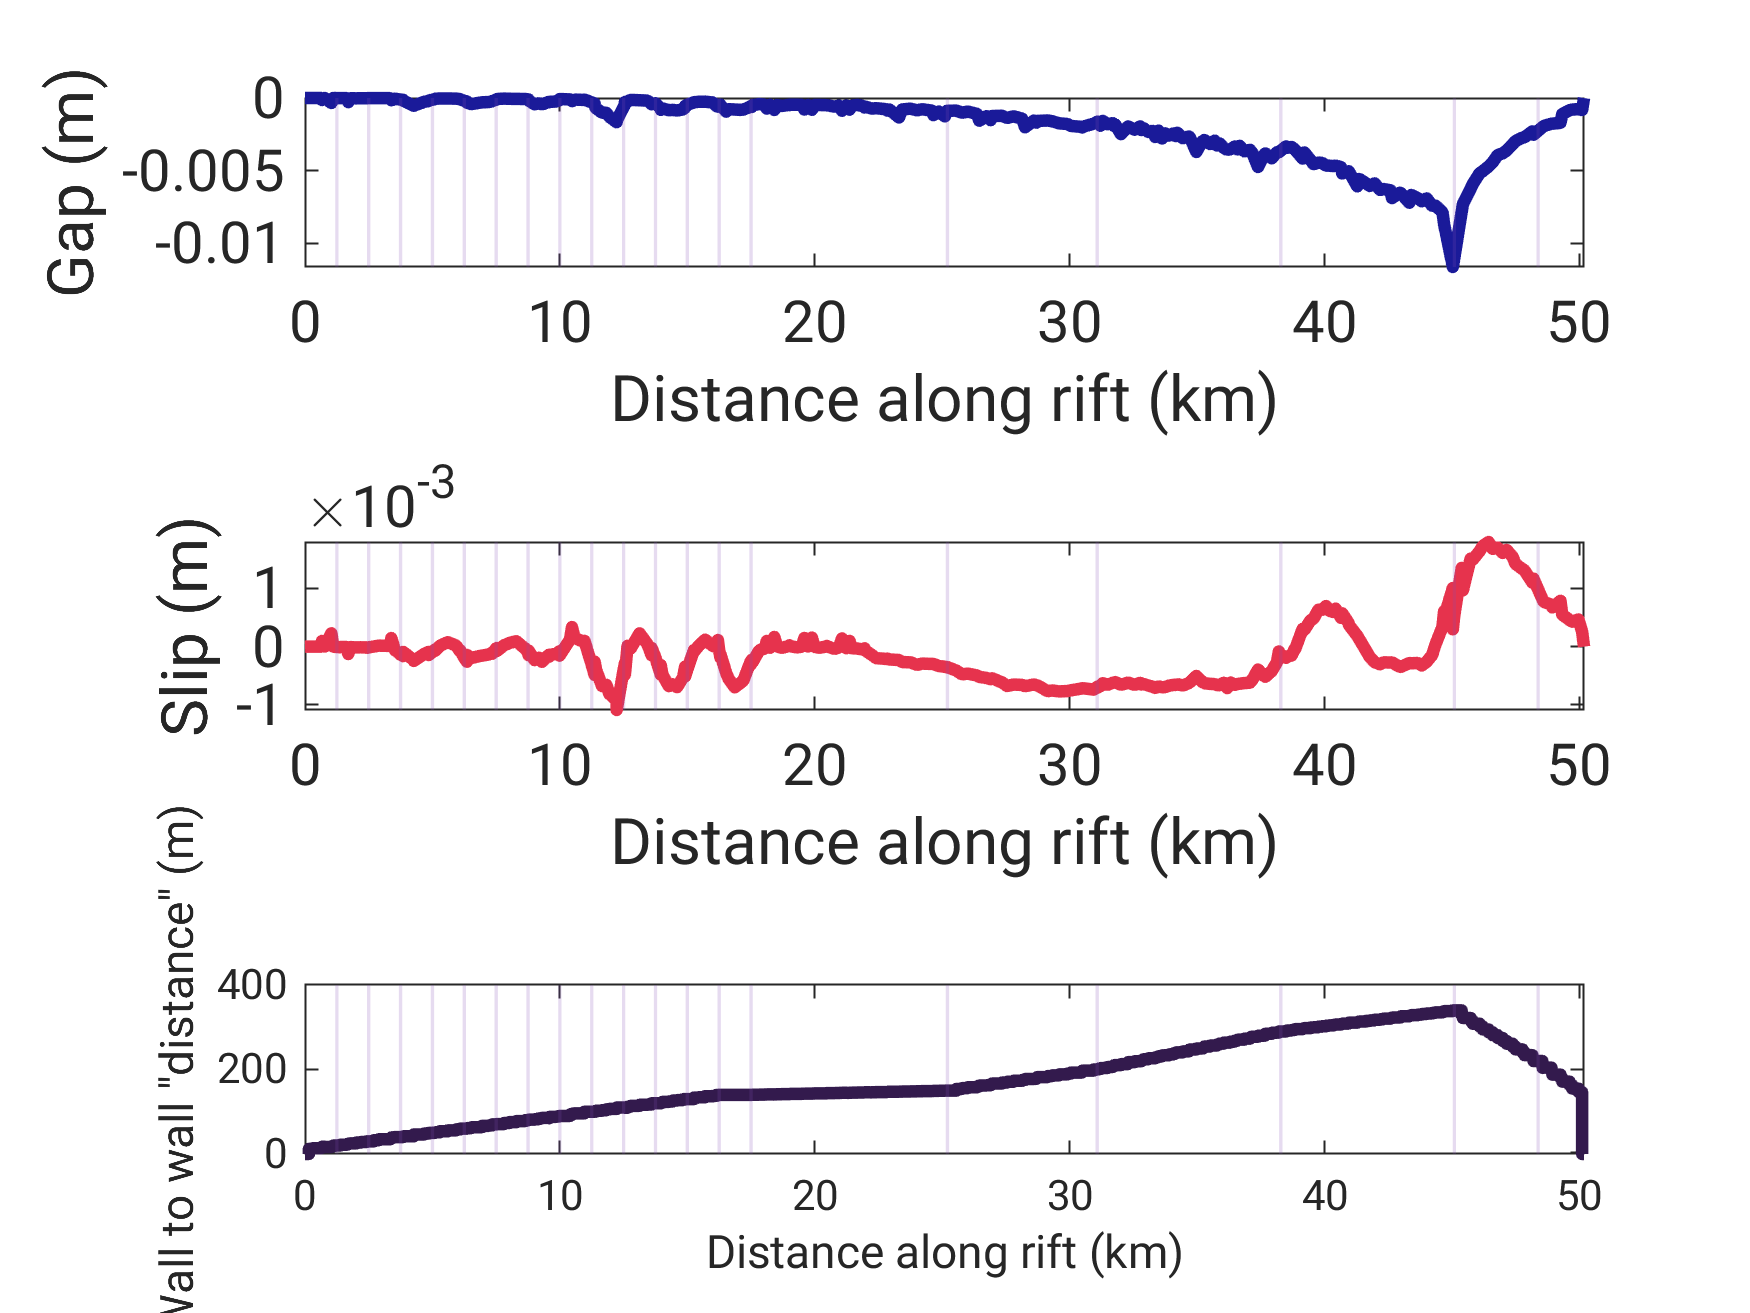 Gap (m)
0
-0.005
-0.01
0 10 20 30 40 50
Distance along rift (km)
×10-3
Slip (m)
1
0
-1
0 10 20 30 40 50
Distance along rift (km)
to wall "distance" (m)
400
200
0
0 10 20 30 40 50
Distance along rift (km)